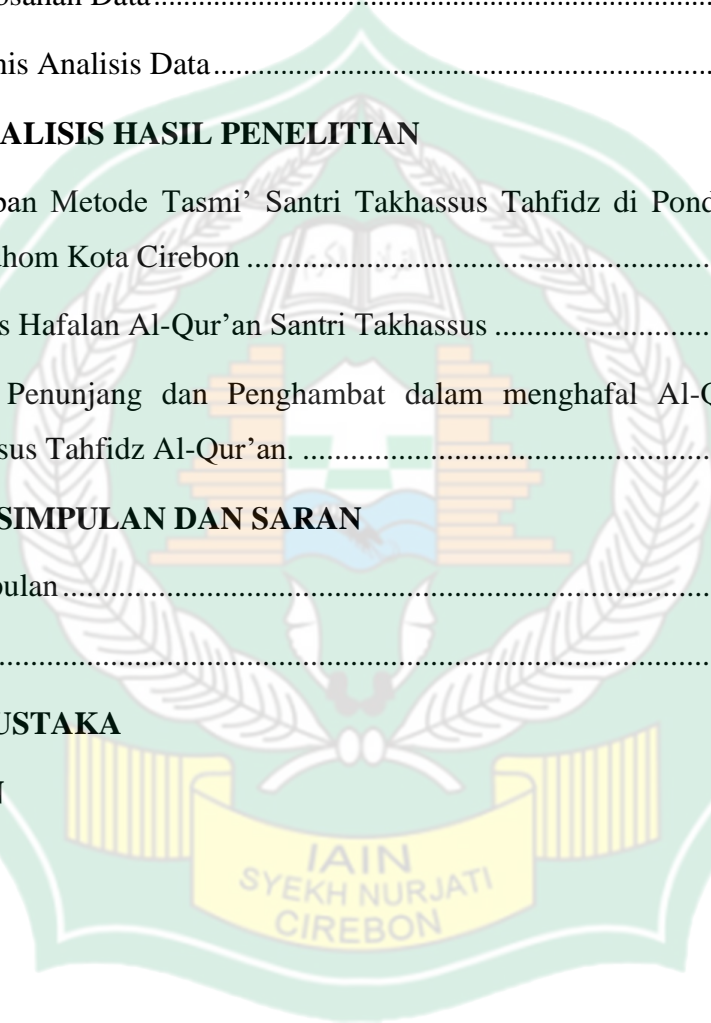 Data....................................................
nis Analisis Data....................................................
ALISIS HASIL PENELITIAN
pan Metode Tasmi’ Santri Takhassus Tahfidz di Pond
ahom Kota Cirebon ....................................................
s Hafalan Al-Qur’an Santri Takhassus ..................................
Penunjang dan Penghambat dalam menghafal Al-Q
sus Tahfidz Al-Qur’an. ....................................................
SIMPULAN DAN SARAN
pulan....................................................
....................................................
USTAKA
N
IAIN
SYEKH NURJATI
CIREBON